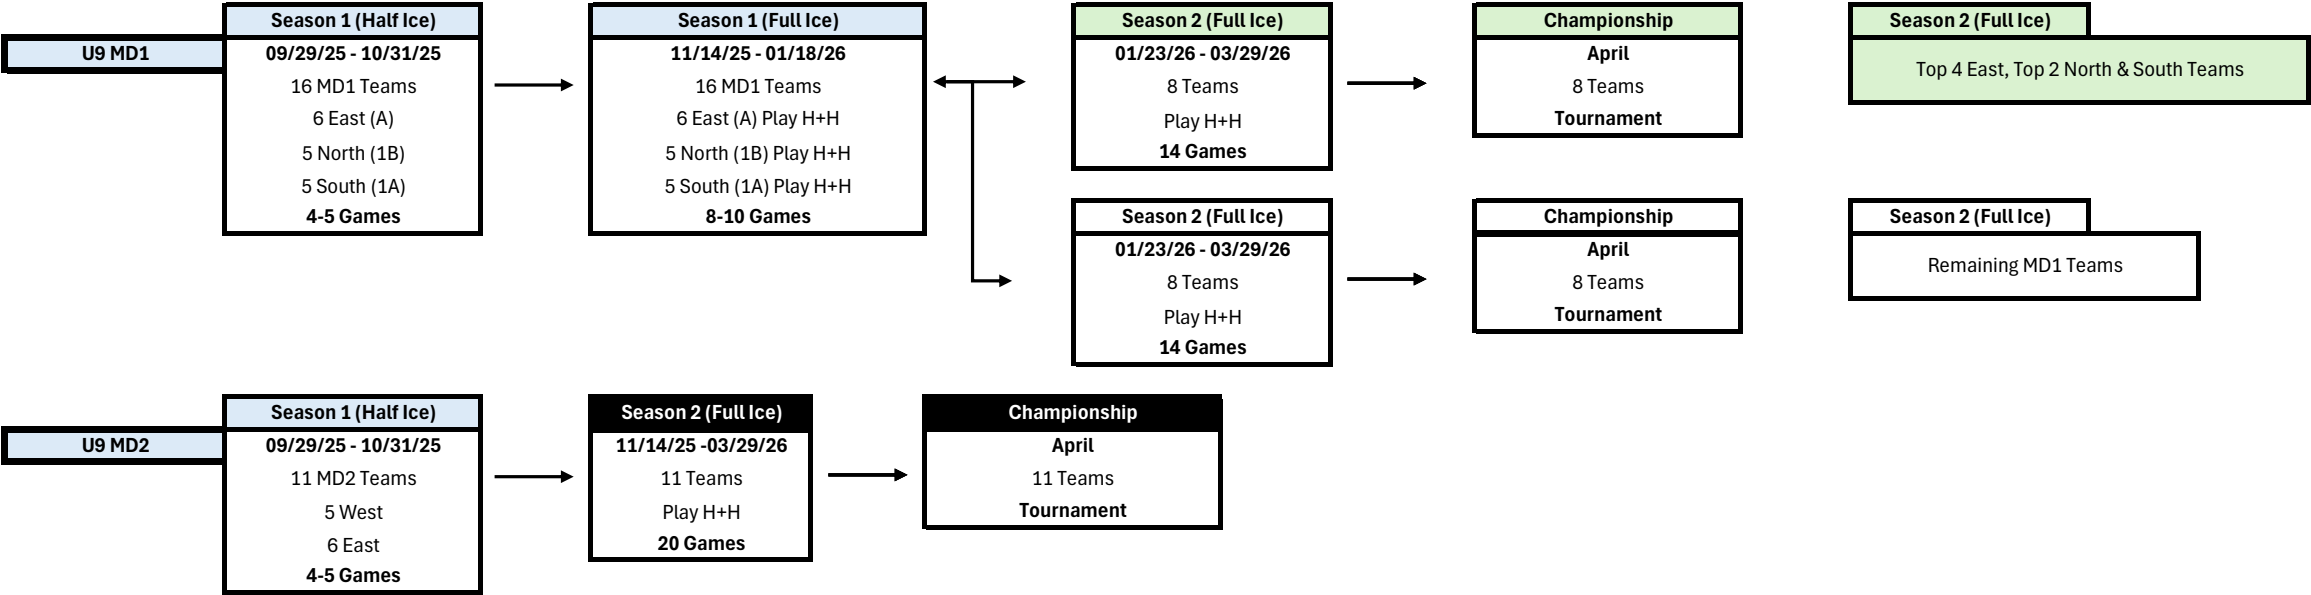 U9 MD1
Season 1 (Half Ice)
09/29/25 - 10/31/25
16 MD1 Teams
6 East (A)
5 North (1B)
5 South (1A)
4-5 Games
Season 1 (Full Ice)
11/14/25 - 01/18/26
16 MD1 Teams
6 East (A) Play H+H
5 North (1B) Play H+H
5 South (1A) Play H+H
8-10 Games
Season 2 (Full Ice)
01/23/26 - 03/29/26
8 Teams
Play H+H
14 Games
Championship
April
8 Teams
Tournament
Season 2 (Full Ice)
Top 4 East, Top 2 North & South Teams
Season 2 (Full Ice)
01/23/26 - 03/29/26
8 Teams
Play H+H
14 Games
Championship
April
8 Teams
Tournament
Season 2 (Full Ice)
Remaining MD1 Teams
U9 MD2
Season 1 (Half Ice)
09/29/25 - 10/31/25
11 MD2 Teams
5 West
6 East
4-5 Games
Season 2 (Full Ice)
11/14/25 -03/29/26
11 Teams
Play H+H
20 Games
Championship
April
11 Teams
Tournament